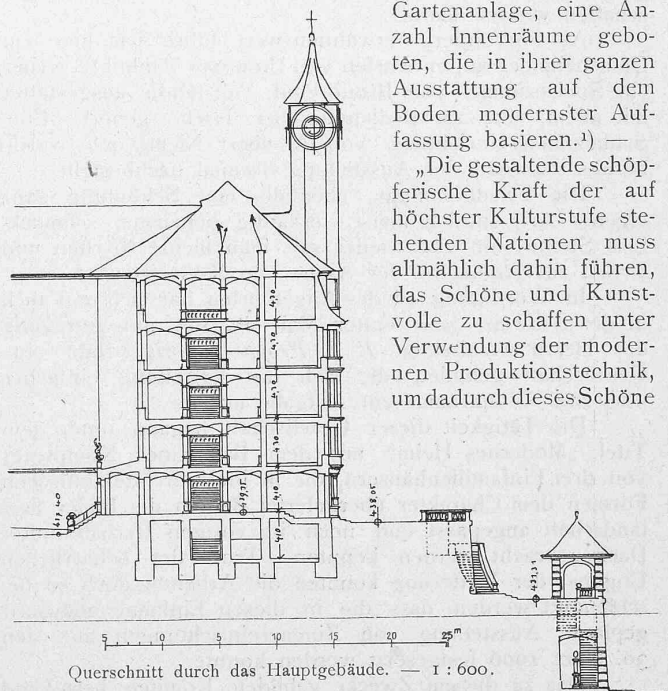 Gartenanlage, eine An-
zahl Innenräume gebo-
ten, die in ihrer ganzen
Ausstattung auf dem
Boden modernster Auf-
fassung basieren.¹)
„Die gestaltende schöp-
ferische Kraft der auf
höchster Kulturstufe ste-
henden Nationen muss
allmählich dahin führen,
das Schöne und Kunst-
volle zu schaffen unter
Verwendung der moder-
nen Produktionstechnik,
um dadurch dieses Schöne
5 0 5 10 15 20 25ᵐ
Querschnitt durch das Hauptgebäude. — 1 : 600.